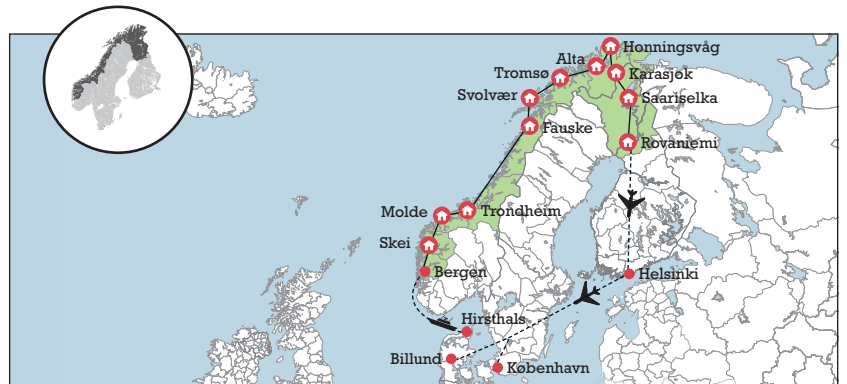 Honningsvåg
Alta
Karasjok
Tromsø
Svolvær
Saariselka
Fauske
Rovaniemi
Molde
Trondheim
Skei
Bergen
Helsinki
Hirsthals
Billund
København